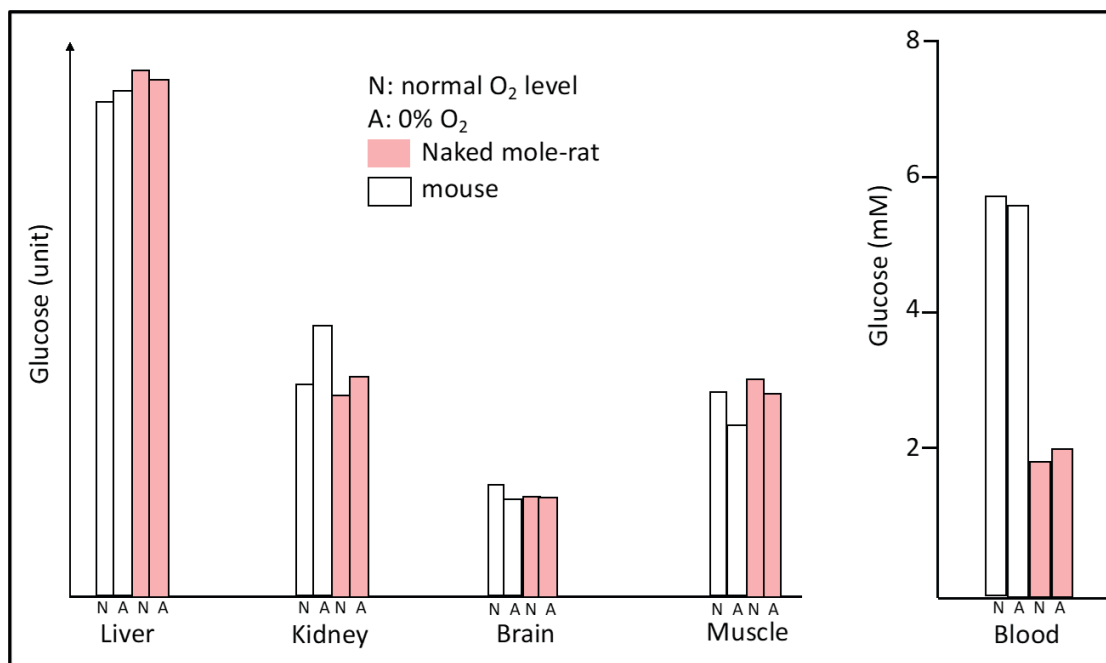 Glucose (unit)
N: normal O₂ level
A: 0% O₂
Naked mole-rat
mouse
N A N A
Liver
N A N A
Kidney
N A N A
Brain
N A N A
Muscle
Glucose (mM)
8
6
4
2
N A N A
Blood